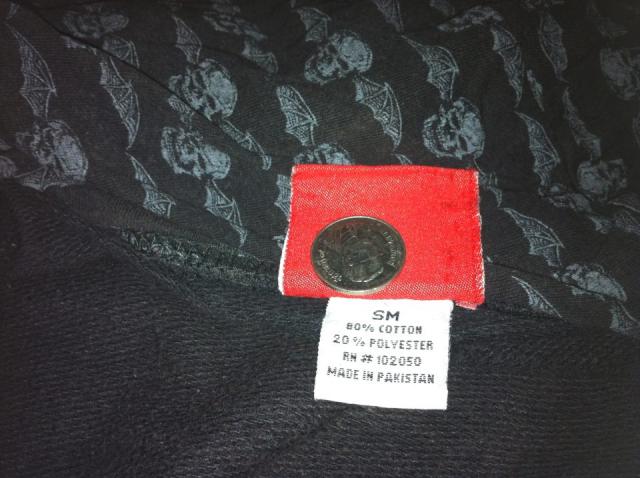 SM
80% COTTON
20% POLYESTER
RN # 102050
MADE IN PAKISTAN